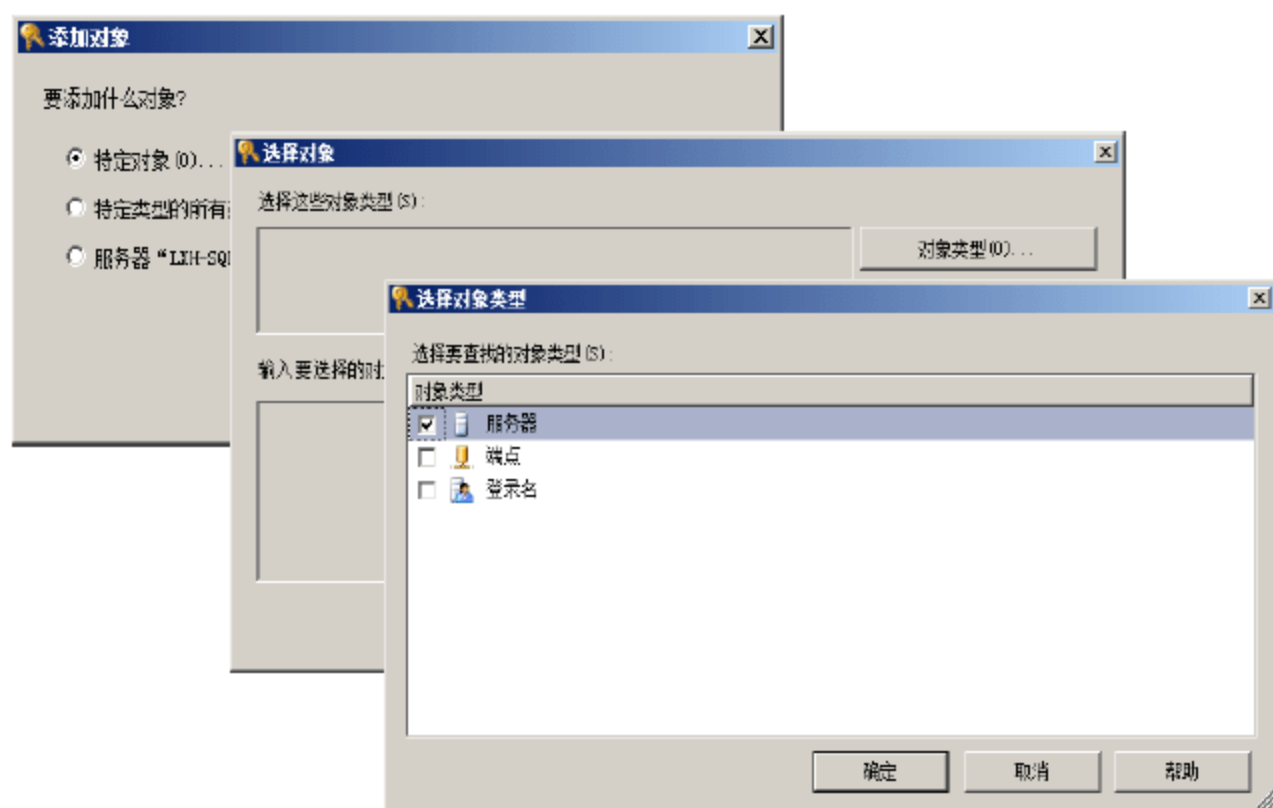 添加对象
要添加什么对象?
特定对象(O)...
特定类型的所有
服务器“LXH-SQ
选择对象
选择这些对象类型(S):
对象类型(O)...
输入要选择的对
选择对象类型
选择要查找的对象类型(S):
对象类型
服务器
端点
登录名
确定
取消
帮助